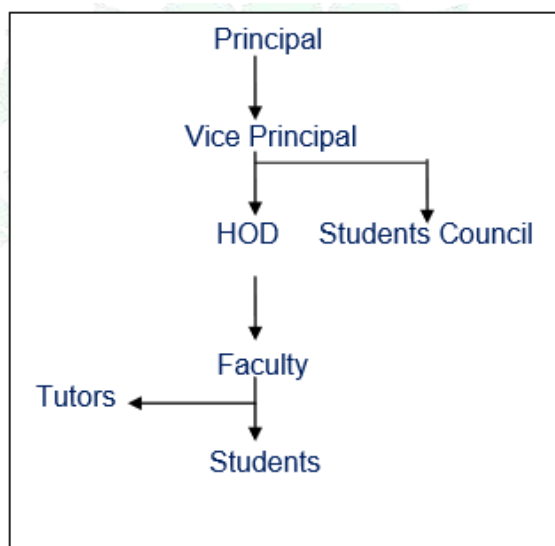 Principal
Vice Principal
HOD Students Council
Faculty
Tutors
Students